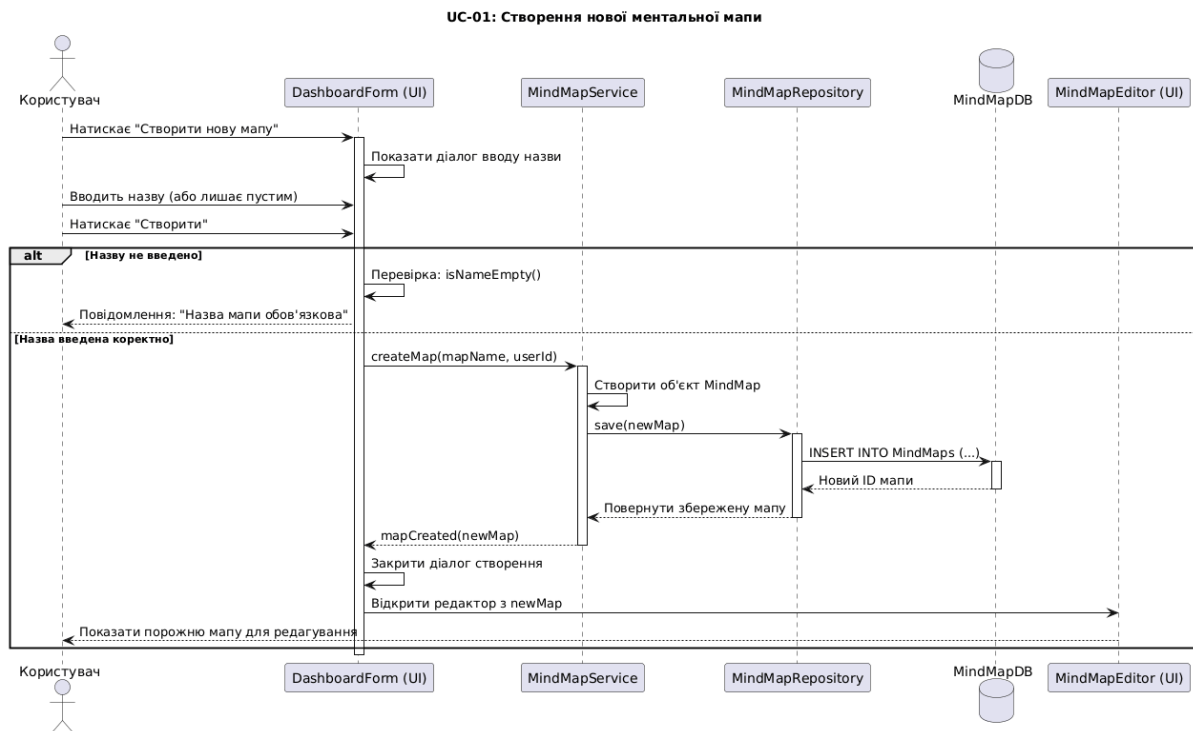 UC-01: Створення нової ментальної мапи
Користувач
DashboardForm (UI)
MindMapService
MindMapRepository
MindMapDB
MindMapEditor (UI)
Натискає "Створити нову мапу"
Показати діалог вводу назви
Вводить назву (або лишає пустим)
Натискає "Створити"
alt
[Назву не введено]
Перевірка: isNameEmpty()
Повідомлення: "Назва мапи обов'язкова"
[Назва введена коректно]
createMap(mapName, userId)
Створити об'єкт MindMap
save(newMap)
INSERT INTO MindMaps (...)
Новий ID мапи
Повернути збережену мапу
mapCreated(newMap)
Закрити діалог створення
Відкрити редактор з newMap
Показати порожню мапу для редагування
Користувач
DashboardForm (UI)
MindMapService
MindMapRepository
MindMapDB
MindMapEditor (UI)